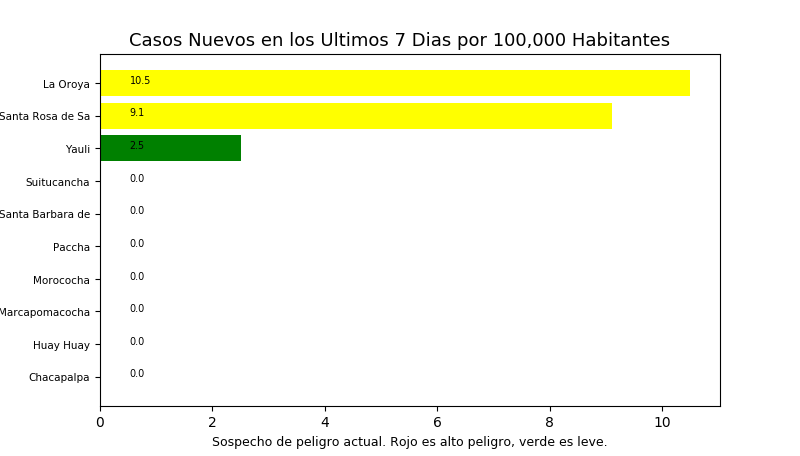 Casos Nuevos en los Ultimos 7 Dias por 100,000 Habitantes
La Oroya 10.5
Santa Rosa de Sa 9.1
Yauli 2.5
Suitucancha 0.0
Santa Barbara de 0.0
Paccha 0.0
Morococha 0.0
Marcapomacocha 0.0
Huay Huay 0.0
Chacapalpa 0.0
0 2 4 6 8 10
Sospecho de peligro actual. Rojo es alto peligro, verde es leve.